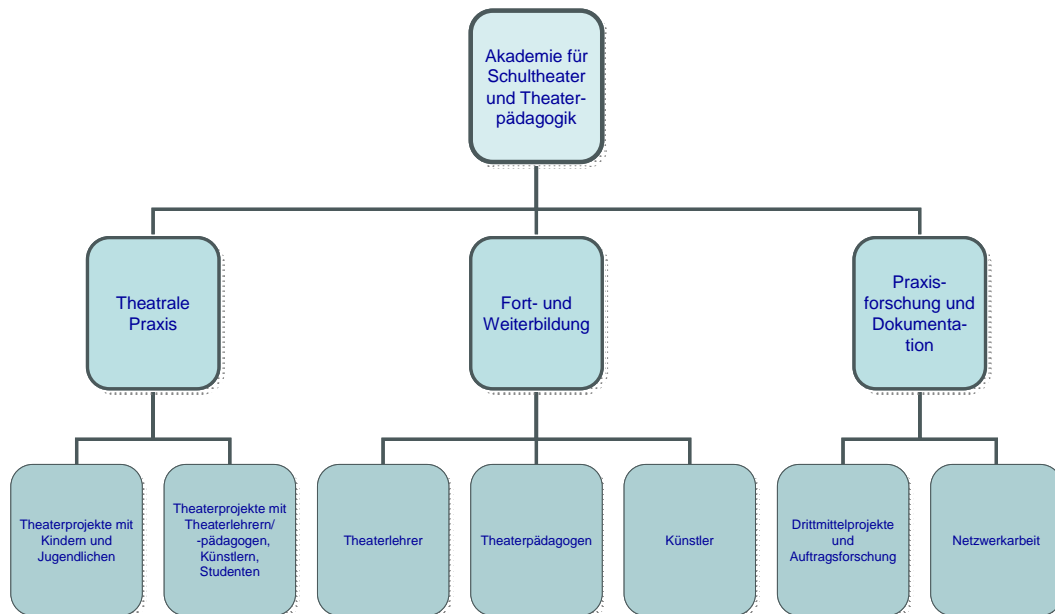 Akademie für
Schultheater
und Theater-
pädagogik
Theatrale
Praxis
Fort- und
Weiterbildung
Praxis-
forschung und
Dokumenta-
tion
Theaterprojekte mit
Kindern und
Jugendlichen
Theaterprojekte mit
Theaterlehrern/
-pädagogen,
Künstlern,
Studenten
Theaterlehrer
Theaterpädagogen
Künstler
Drittmittelprojekte
und
Auftragsforschung
Netzwerkarbeit